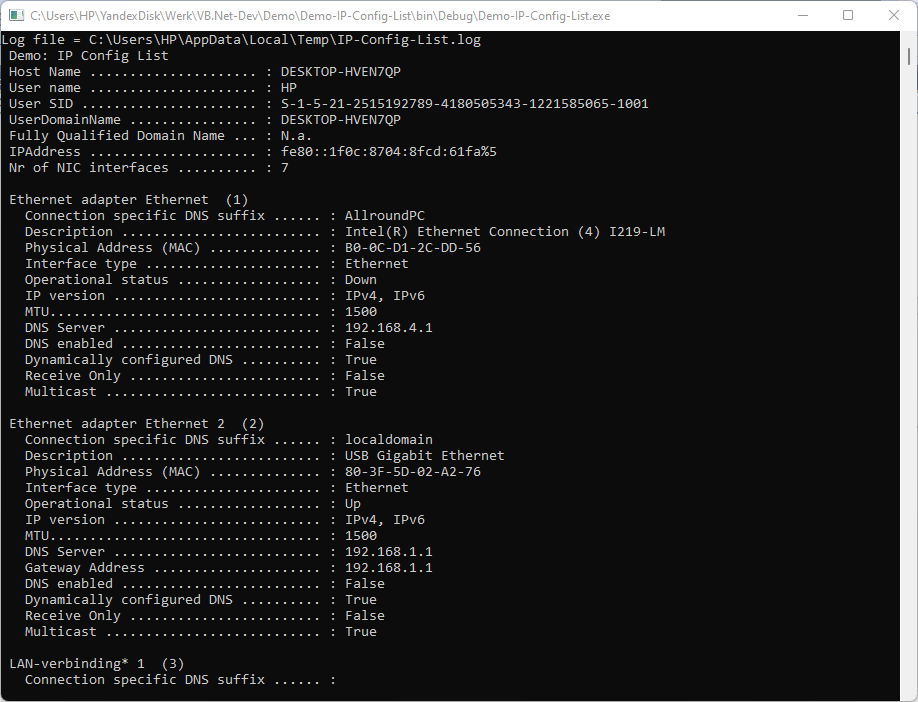 C:\Users\HP\YandexDisk\Werk\VB.Net-Dev\Demo\Demo-IP-Config-List\bin\Debug\Demo-IP-Config-List.exe
Log file = C:\Users\HP\AppData\Local\Temp\IP-Config-List.log
Demo: IP Config List
Host Name ..................... : DESKTOP-HVEN7QP
User name ..................... : HP
User SID ...................... : S-1-5-21-2515192789-4180505343-1221585065-1001
UserDomainName ................ : DESKTOP-HVEN7QP
Fully Qualified Domain Name ... : N.a.
IPAddress ..................... : fe80::1f0c:8704:8fcd:61fa%5
Nr of NIC interfaces .......... : 7

Ethernet adapter Ethernet  (1)
  Connection specific DNS suffix ...... : AllroundPC
  Description ......................... : Intel(R) Ethernet Connection (4) I219-LM
  Physical Address (MAC) .............. : B0-0C-D1-2C-DD-56
  Interface type ...................... : Ethernet
  Operational status .................. : Down
  IP version .......................... : IPv4, IPv6
  MTU.................................. : 1500
  DNS Server .......................... : 192.168.4.1
  DNS enabled ......................... : False
  Dynamically configured DNS .......... : True
  Receive Only ........................ : False
  Multicast ........................... : True

Ethernet adapter Ethernet 2  (2)
  Connection specific DNS suffix ...... : localdomain
  Description ......................... : USB Gigabit Ethernet
  Physical Address (MAC) .............. : 80-3F-5D-02-A2-76
  Interface type ...................... : Ethernet
  Operational status .................. : Up
  IP version .......................... : IPv4, IPv6
  MTU.................................. : 1500
  DNS Server .......................... : 192.168.1.1
  Gateway Address ..................... : 192.168.1.1
  DNS enabled ......................... : False
  Dynamically configured DNS .......... : True
  Receive Only ........................ : False
  Multicast ........................... : True

LAN-verbinding* 1  (3)
  Connection specific DNS suffix ...... :